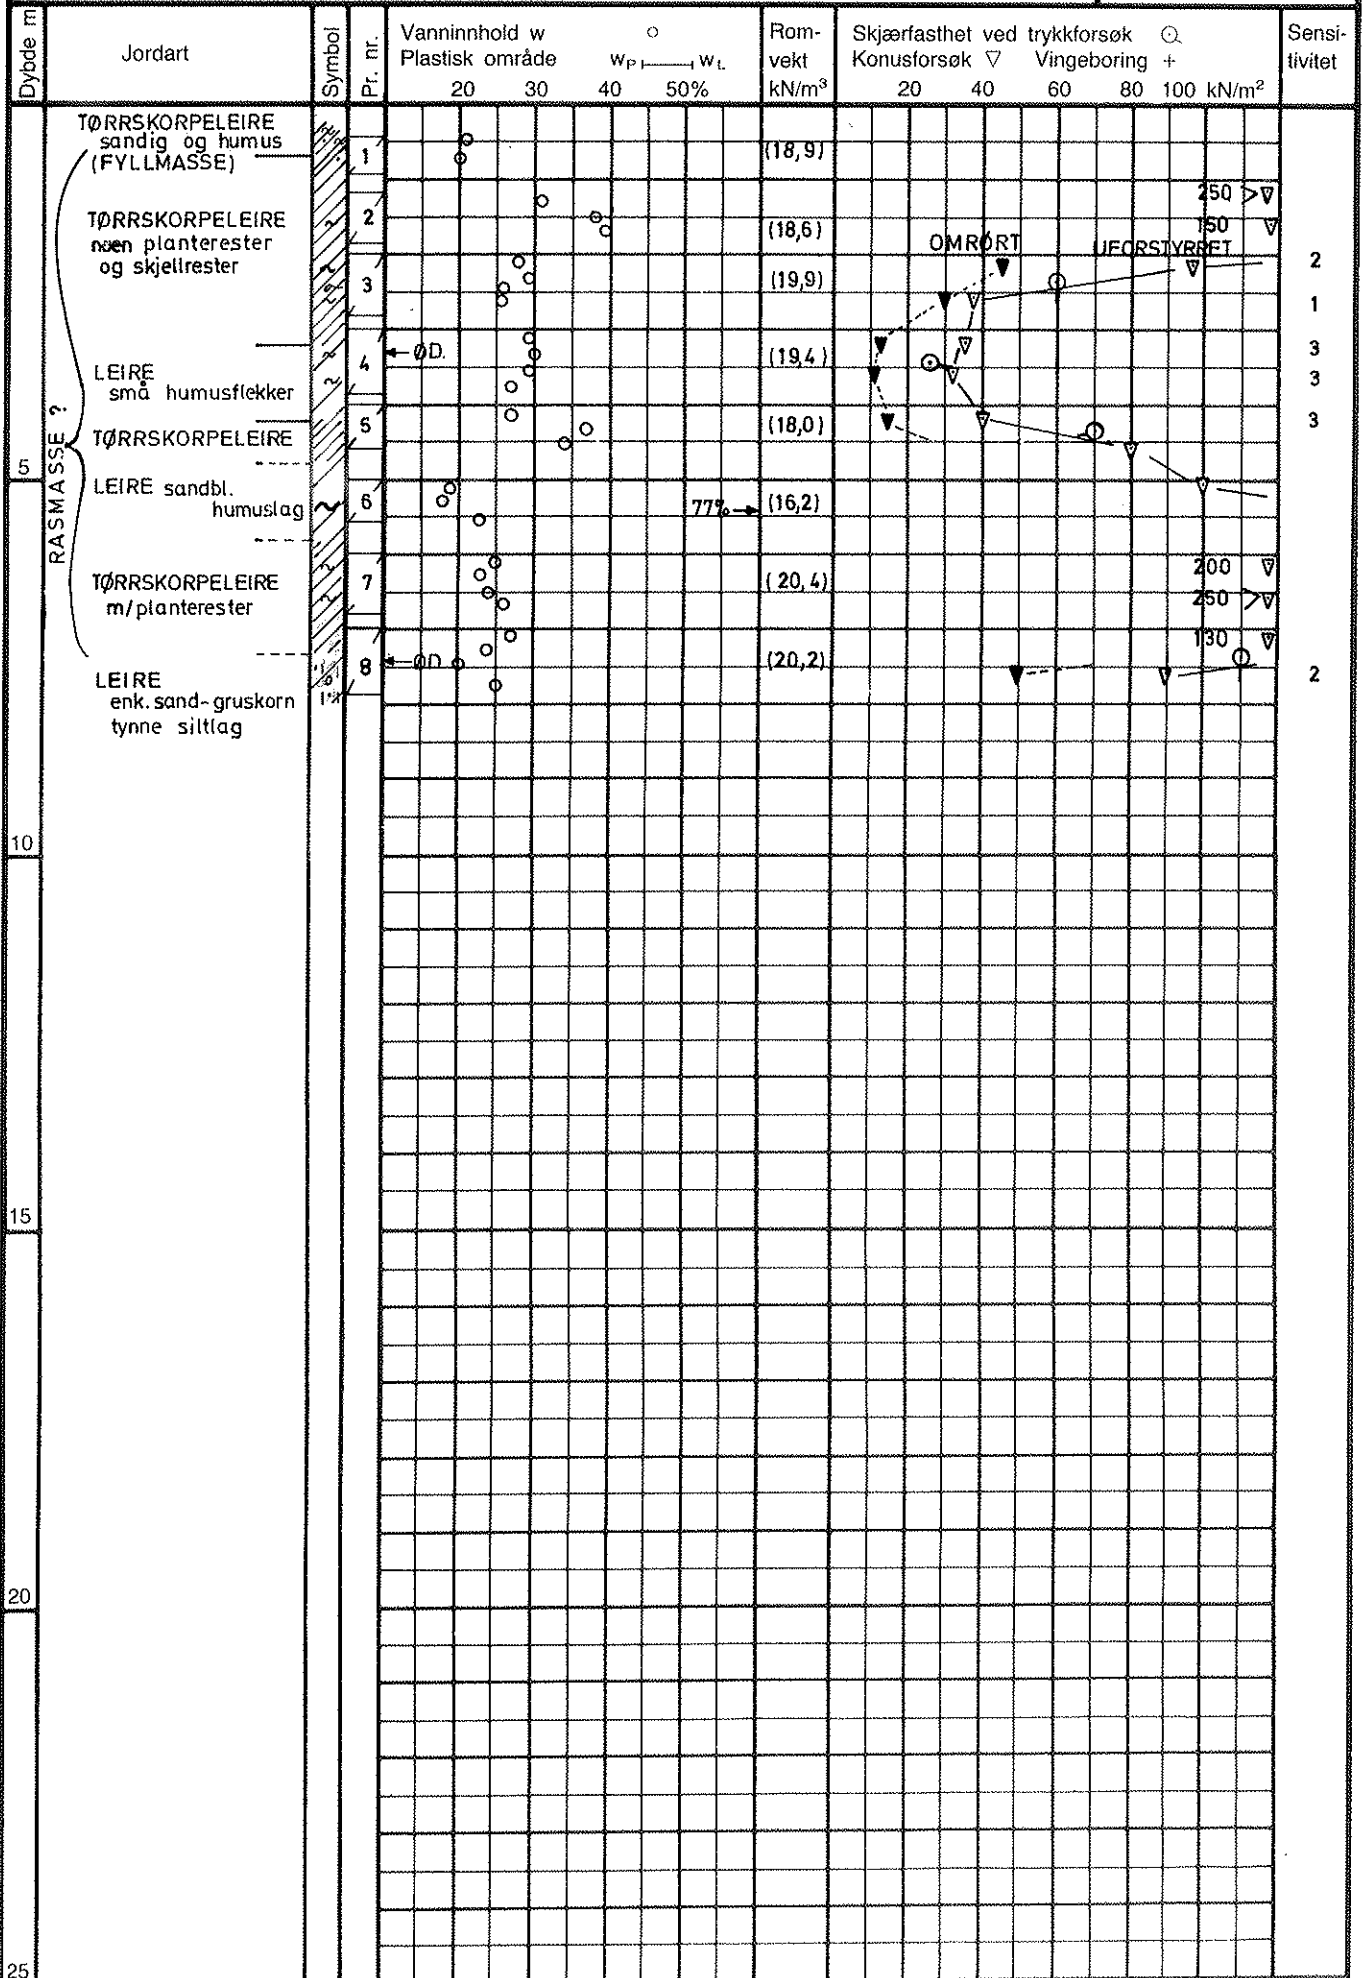 Dybde m
Jordart
Symbol
Pr. nr.
Vanninnhold w
Plastisk område wP wL
20 30 40 50%
Rom-
vekt
kN/m³
Skjærfasthet ved trykkforsøk
Konusforsøk ▽ Vingeboring +
20 40 60 80 100 kN/m²
Sensi-
tivitet
TØRRSKORPELEIRE
sandig og humus
(FYLLMASSE)
1
(18,9)
TØRRSKORPELEIRE
noen planterester
og skjellrester
2
(18,6)
250 >
150
OMRØRT
UFORSTYRRET
2
3
(19,9)
1
4
ØD.
(19,4)
3
3
LEIRE
små humusflekker
5
(18,0)
3
TØRRSKORPELEIRE
RASMASSE ?
5
LEIRE sandbl.
humuslag
6
77%
(16,2)
TØRRSKORPELEIRE
m/planterester
7
(20,4)
200
250 >
130
8
ØD
(20,2)
2
LEIRE
enk. sand-gruskorn
tynne siltlag
10
15
20
25